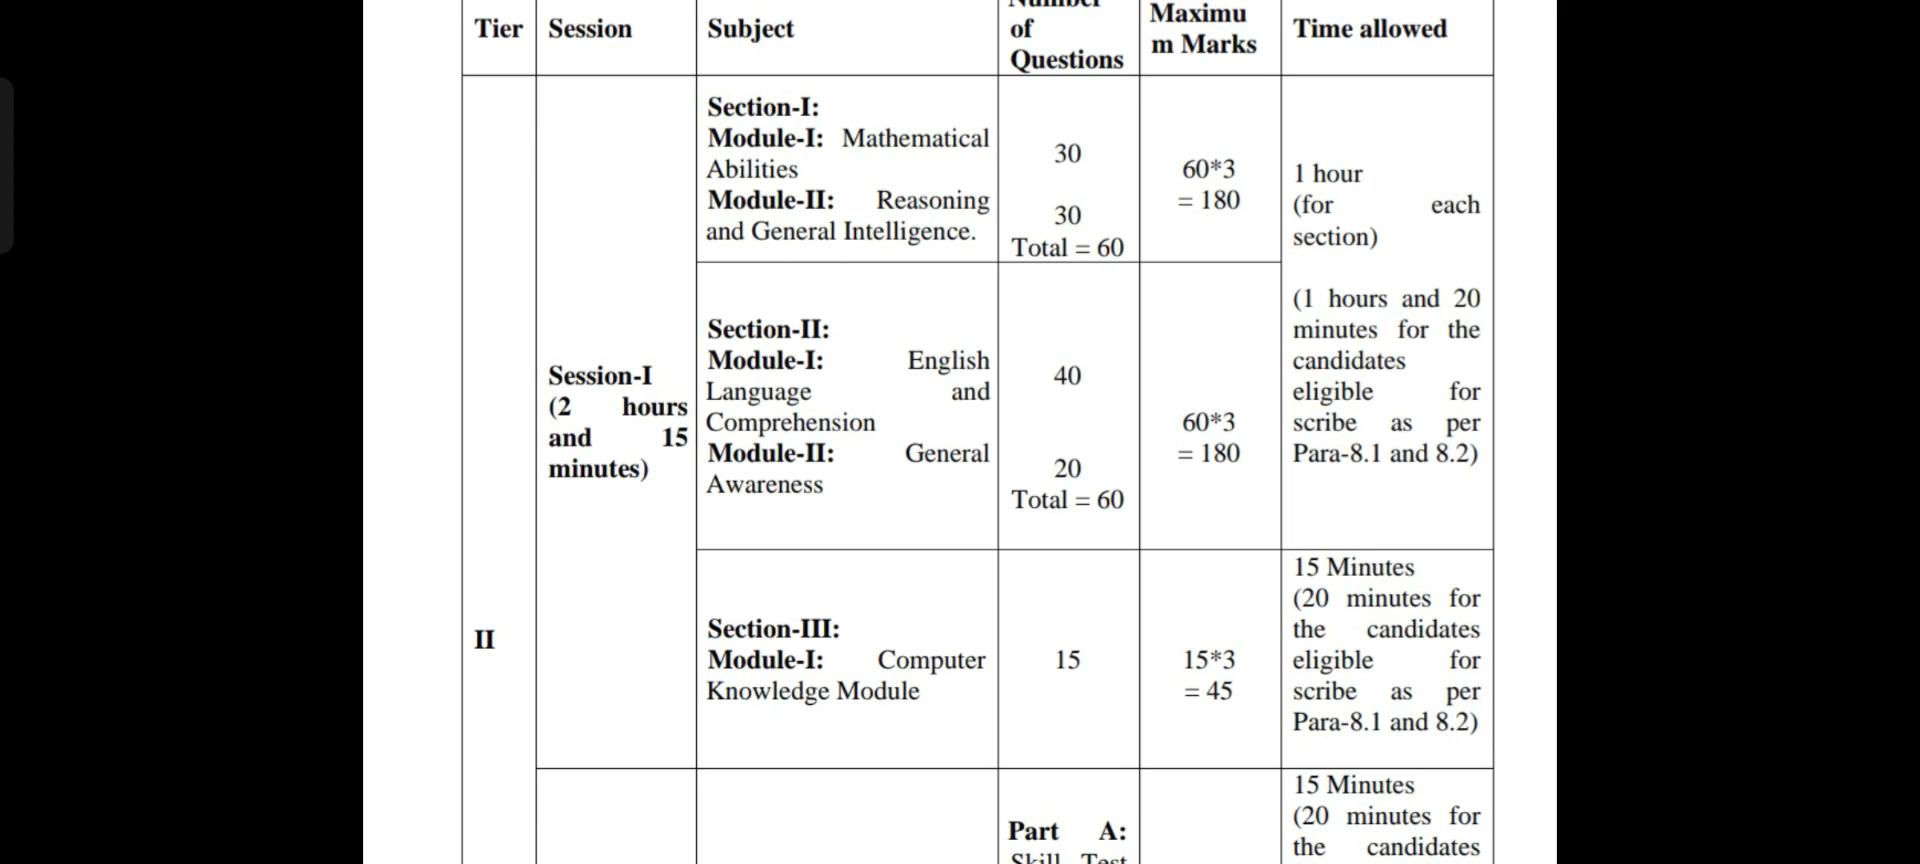 Tier
Session
Subject
Number
of
Questions
Maximu
m Marks
Time allowed
II
Session-I
(2 hours
and 15
minutes)
Section-I:
Module-I: Mathematical
Abilities
Module-II: Reasoning
and General Intelligence.
30
30
Total = 60
60*3
= 180
1 hour
(for each
section)
(1 hours and 20
minutes for the
candidates
eligible for
scribe as per
Para-8.1 and 8.2)
Section-II:
Module-I: English
Language and
Comprehension
Module-II: General
Awareness
40
20
Total = 60
60*3
= 180
Section-III:
Module-I: Computer
Knowledge Module
15
15*3
= 45
15 Minutes
(20 minutes for
the candidates
eligible for
scribe as per
Para-8.1 and 8.2)
Part A:
Skill Test
15 Minutes
(20 minutes for
the candidates